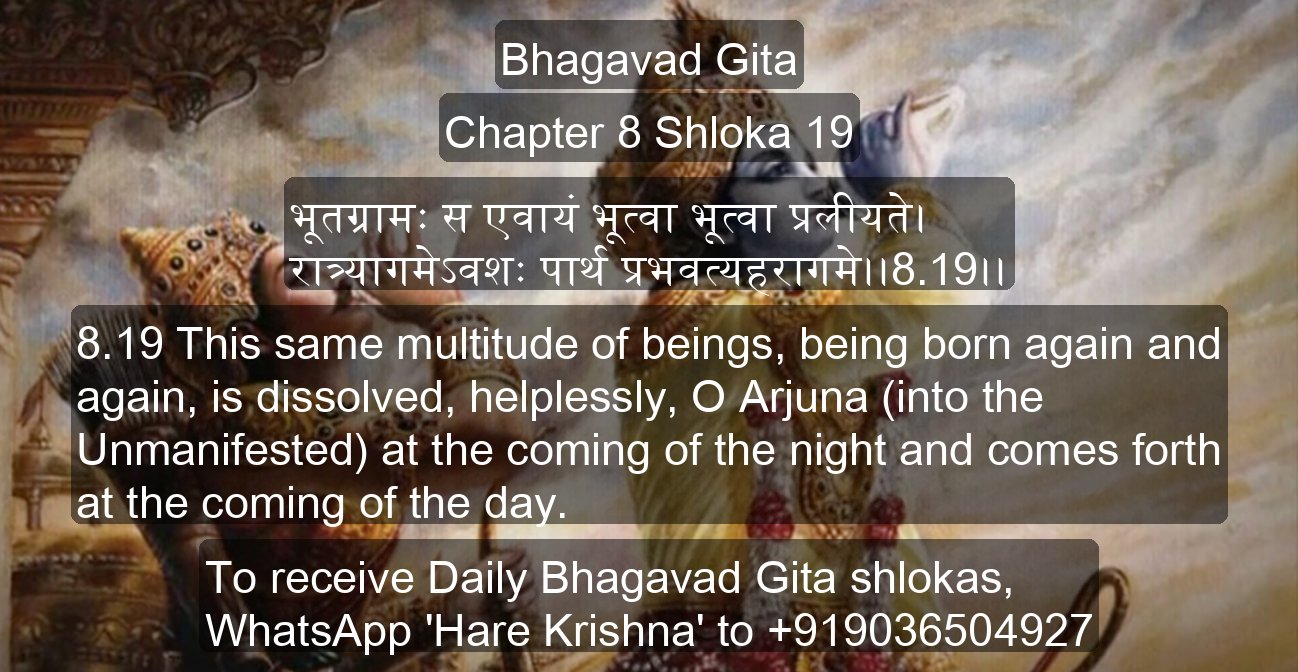 Bhagavad Gita
Chapter 8 Shloka 19
भूतग्रामः स एवायं भूत्वा भूत्वा प्रलीयते।
रात्र्यागमेऽवशः पार्थ प्रभवत्यहरागमे।।8.19।।
8.19 This same multitude of beings, being born again and
again, is dissolved, helplessly, O Arjuna (into the
Unmanifested) at the coming of the night and comes forth
at the coming of the day.
To receive Daily Bhagavad Gita shlokas,
WhatsApp 'Hare Krishna' to +919036504927